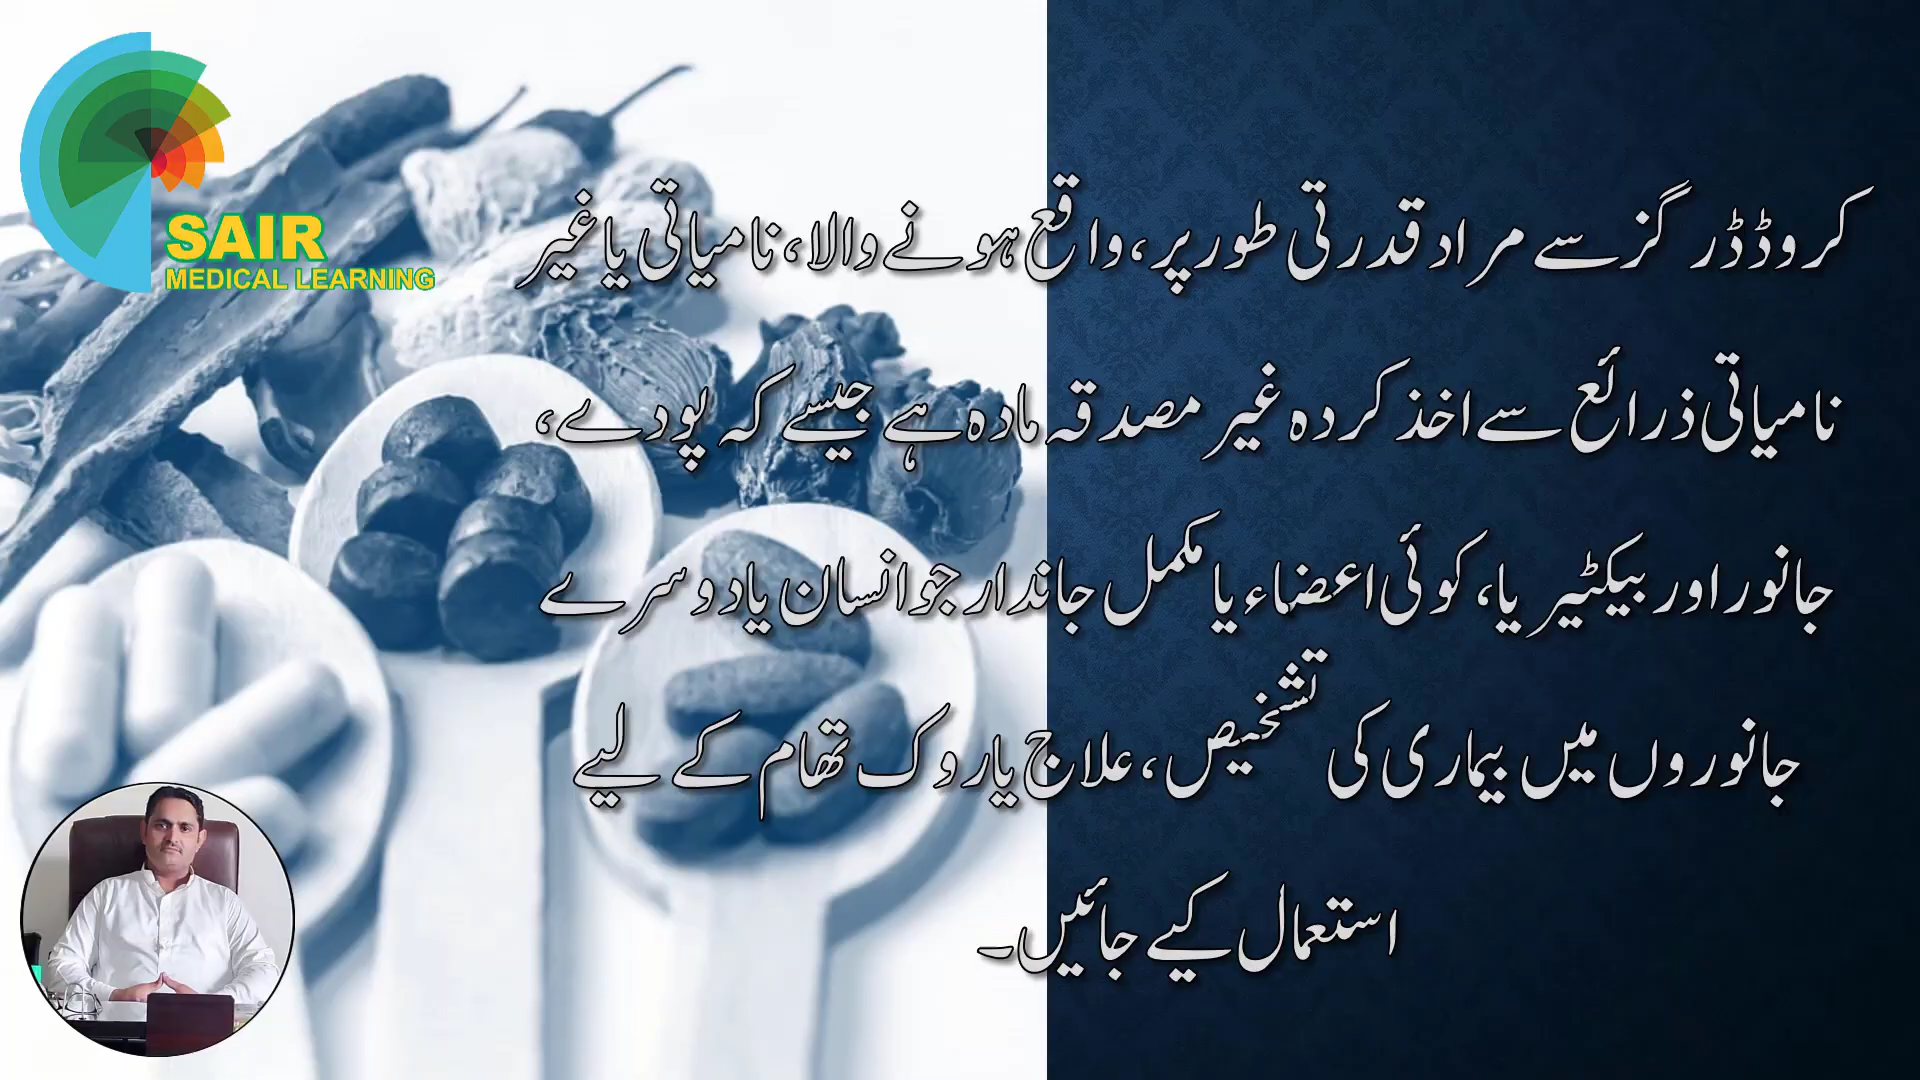 SAIR
MEDICAL LEARNING
کروڈڈرگز سے مراد قدرتی طور پر، واقع ہونے والا، نامیاتی یا غیر
نامیاتی ذرائع سے اخذ کردہ غیر مصدقہ مادہ ہے جیسے کہ پودے،
جانور اور بیکٹیریا، کوئی اعضاء یا مکمل جاندار جو انسان یا دوسرے
جانوروں میں بیماری کی تشخیص، علاج یا روک تھام کے لیے
استعمال کیے جائیں۔